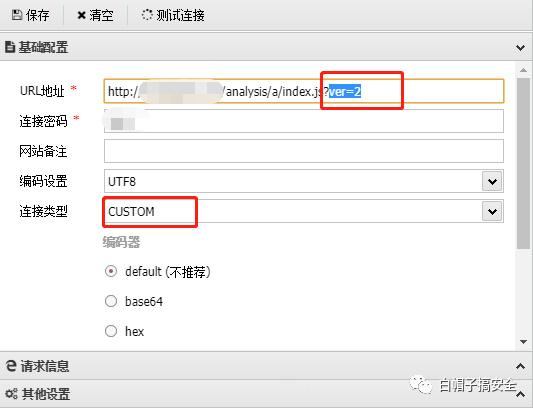 保存 清空 测试连接
基础配置
URL地址 * http:// /analysis/a/index.js?ver=2
连接密码 *
网站备注
编码设置 UTF8
连接类型 CUSTOM
编码器
default (不推荐)
base64
hex
请求信息
其他设置
白帽子搞安全